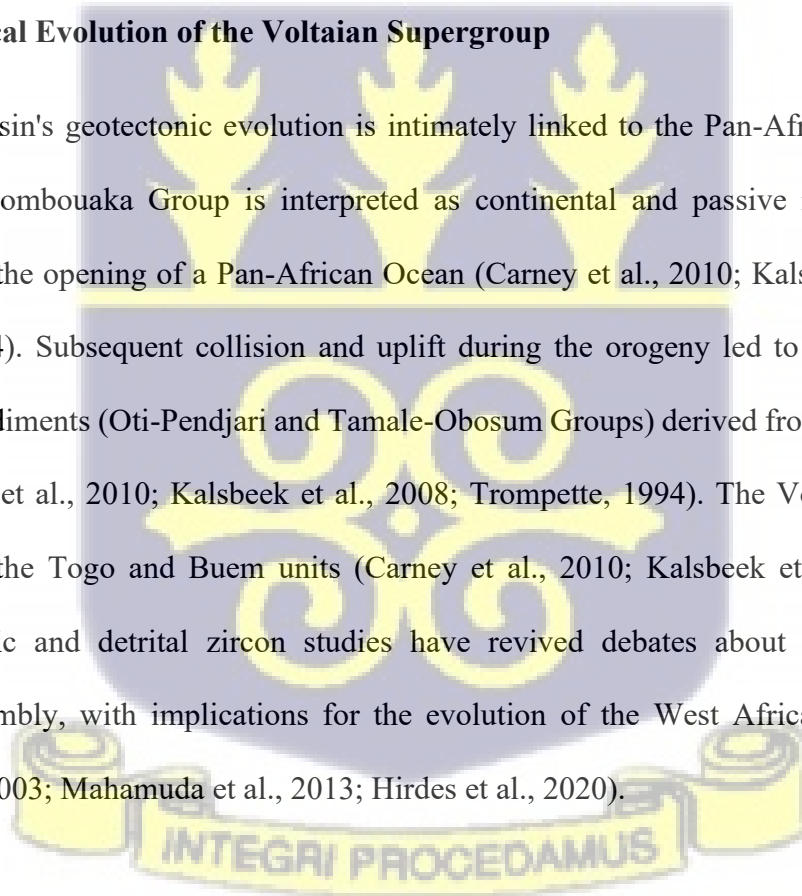 cal Evolution of the Voltaian Supergroup
sin's geotectonic evolution is intimately linked to the Pan-Afr
ombouaka Group is interpreted as continental and passive
the opening of a Pan-African Ocean (Carney et al., 2010; Kals
4). Subsequent collision and uplift during the orogeny led to
diments (Oti-Pendjari and Tamale-Obosum Groups) derived fro
et al., 2010; Kalsbeek et al., 2008; Trompette, 1994). The Vo
the Togo and Buem units (Carney et al., 2010; Kalsbeek et
ic and detrital zircon studies have revived debates about
mbly, with implications for the evolution of the West Africa
003; Mahamuda et al., 2013; Hirdes et al., 2020).
INTEGRI PROCEDAMUS